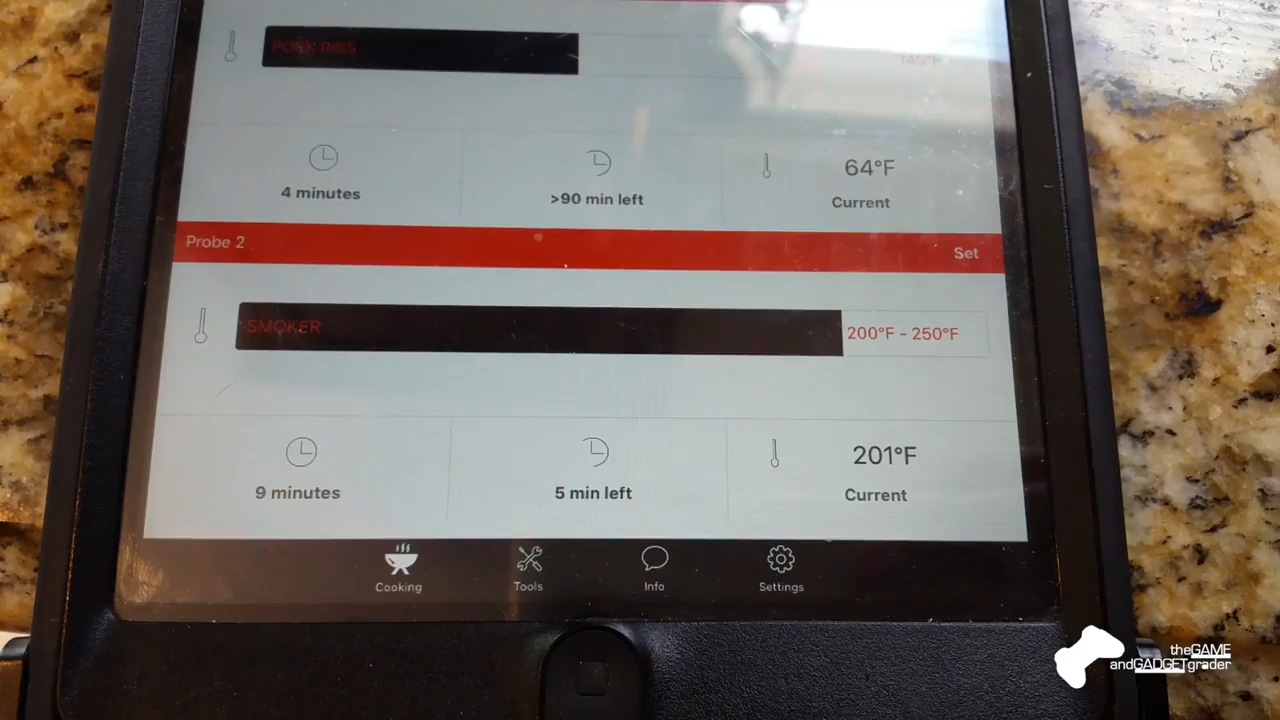 PORK RIBS
145°F
4 minutes
>90 min left
64°F
Current
Probe 2
Set
SMOKER
200°F - 250°F
9 minutes
5 min left
201°F
Current
Cooking
Tools
Info
Settings
theGAME
andGADGETgrader